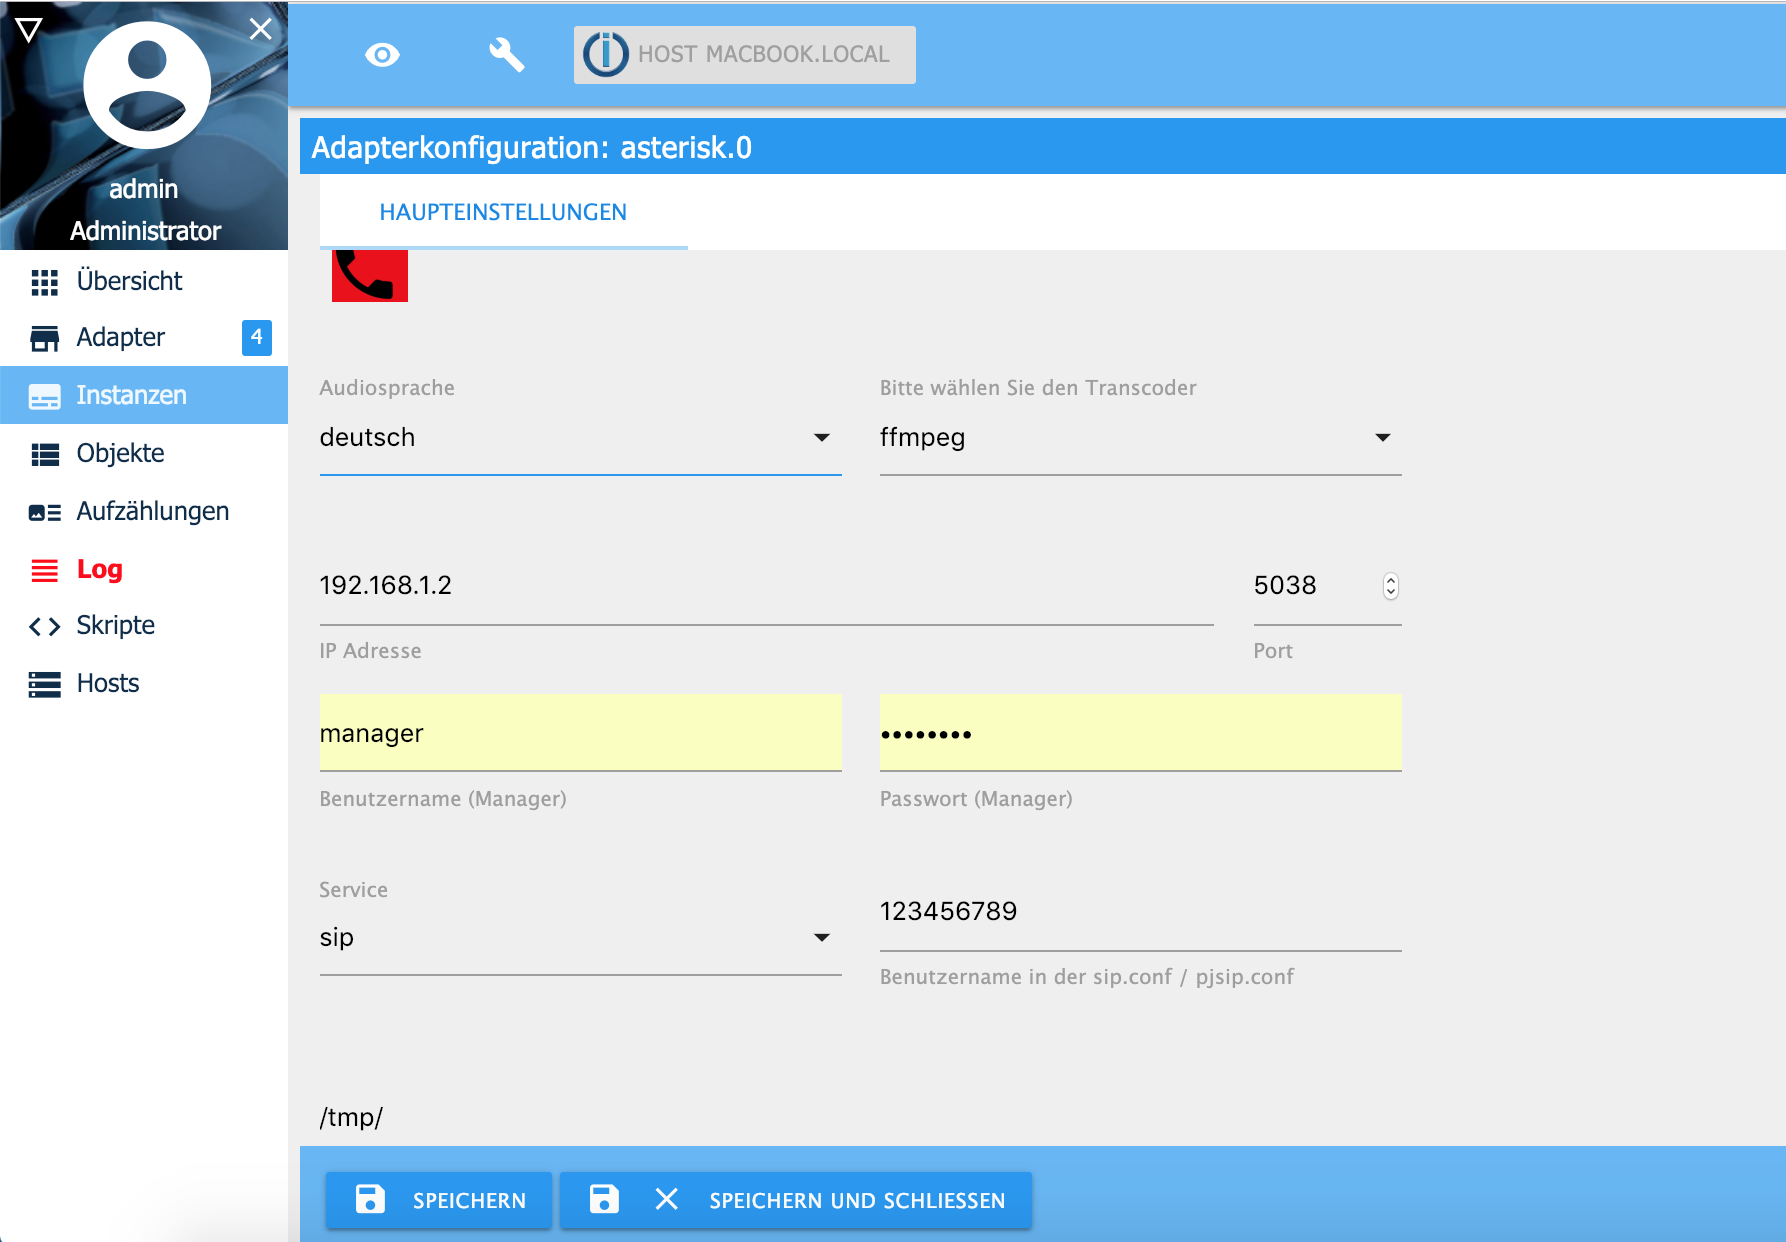 admin
Administrator
Übersicht
Adapter 4
Instanzen
Objekte
Aufzählungen
Log
Skripte
Hosts
HOST MACBOOK.LOCAL
Adapterkonfiguration: asterisk.0
HAUPTEINSTELLUNGEN
Audiosprache
deutsch
Bitte wählen Sie den Transcoder
ffmpeg
192.168.1.2
IP Adresse
5038
Port
manager
Benutzername (Manager)
••••••••
Passwort (Manager)
Service
sip
123456789
Benutzername in der sip.conf / pjsip.conf
/tmp/
SPEICHERN
SPEICHERN UND SCHLIESSEN